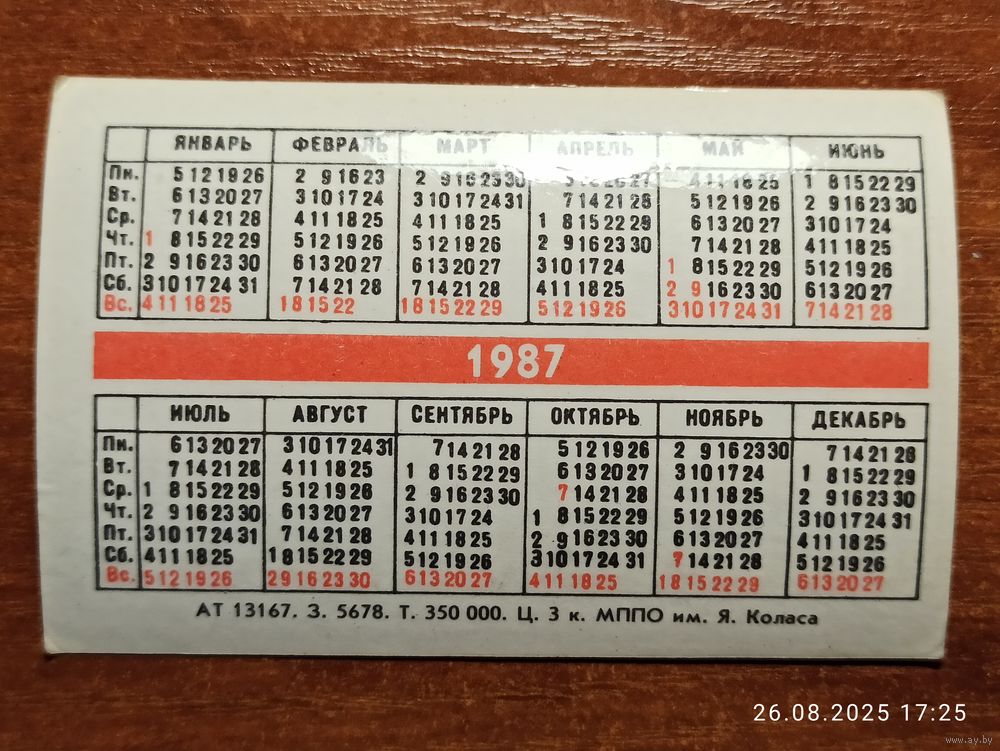 ЯНВАРЬ ФЕВРАЛЬ МАРТ АПРЕЛЬ МАЙ ИЮНЬ
Пн. 5 12 19 26 2 9 16 23 2 9 16 23 30 6 13 20 27 4 11 18 25 1 8 15 22 29
Вт. 6 13 20 27 3 10 17 24 3 10 17 24 31 7 14 21 28 5 12 19 26 2 9 16 23 30
Ср. 7 14 21 28 4 11 18 25 4 11 18 25 1 8 15 22 29 6 13 20 27 3 10 17 24
Чт. 1 8 15 22 29 5 12 19 26 5 12 19 26 2 9 16 23 30 7 14 21 28 4 11 18 25
Пт. 2 9 16 23 30 6 13 20 27 6 13 20 27 3 10 17 24 1 8 15 22 29 5 12 19 26
Сб. 3 10 17 24 31 7 14 21 28 7 14 21 28 4 11 18 25 2 9 16 23 30 6 13 20 27
Вс. 4 11 18 25 1 8 15 22 1 8 15 22 29 5 12 19 26 3 10 17 24 31 7 14 21 28
1987
ИЮЛЬ АВГУСТ СЕНТЯБРЬ ОКТЯБРЬ НОЯБРЬ ДЕКАБРЬ
Пн. 6 13 20 27 3 10 17 24 31 7 14 21 28 5 12 19 26 2 9 16 23 30 7 14 21 28
Вт. 7 14 21 28 4 11 18 25 1 8 15 22 29 6 13 20 27 3 10 17 24 1 8 15 22 29
Ср. 1 8 15 22 29 5 12 19 26 2 9 16 23 30 7 14 21 28 4 11 18 25 2 9 16 23 30
Чт. 2 9 16 23 30 6 13 20 27 3 10 17 24 1 8 15 22 29 5 12 19 26 3 10 17 24 31
Пт. 3 10 17 24 31 7 14 21 28 4 11 18 25 2 9 16 23 30 6 13 20 27 4 11 18 25
Сб. 4 11 18 25 1 8 15 22 29 5 12 19 26 3 10 17 24 31 7 14 21 28 5 12 19 26
Вс. 5 12 19 26 2 9 16 23 30 6 13 20 27 4 11 18 25 1 8 15 22 29 6 13 20 27
АТ 13167. З. 5678. Т. 350 000. Ц. 3 к. МППО им. Я. Коласа
26.08.2025 17:25
www.ay.by